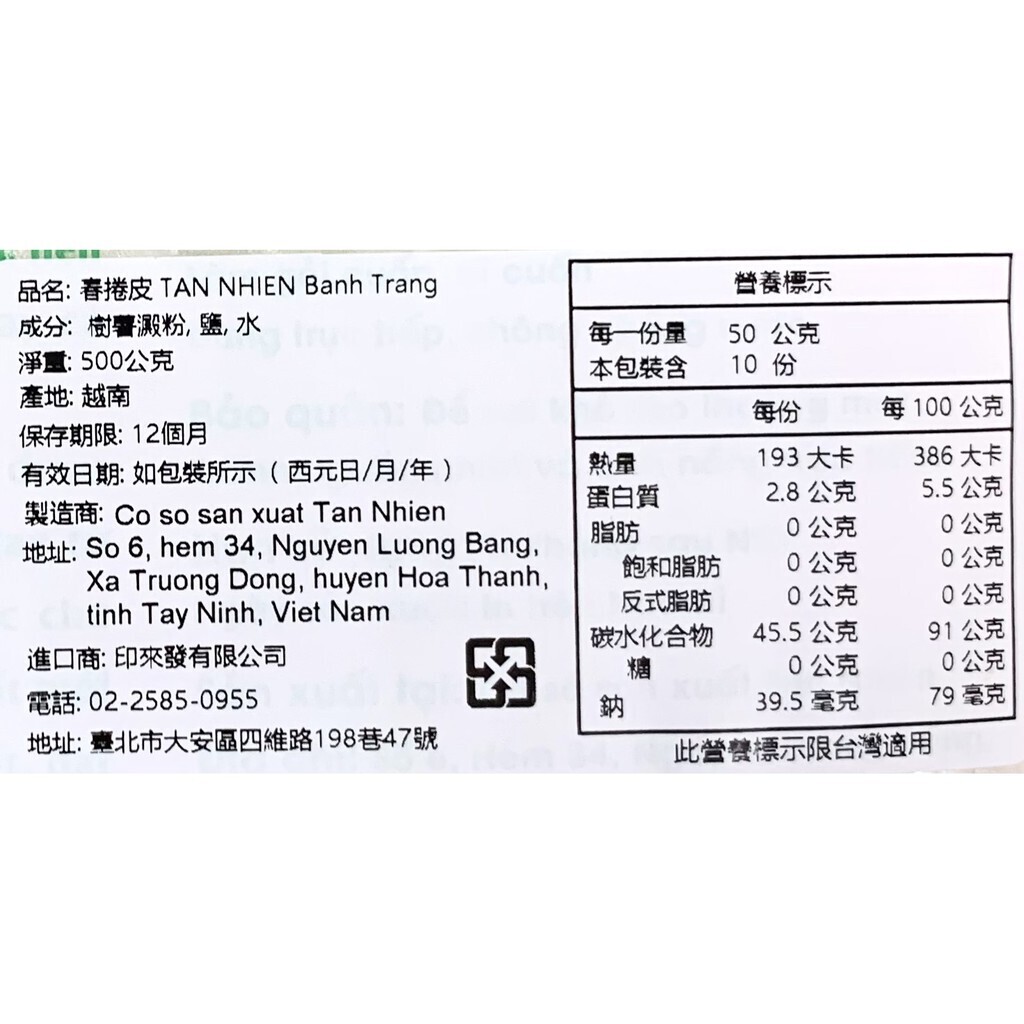 品名: 春捲皮 TAN NHIEN Banh Trang
成分: 樹薯澱粉, 鹽, 水
淨重: 500公克
產地: 越南
保存期限: 12個月
有效日期: 如包裝所示 ( 西元日/月/年 )
製造商: Co so san xuat Tan Nhien
地址: So 6, hem 34, Nguyen Luong Bang,
Xa Truong Dong, huyen Hoa Thanh,
tinh Tay Ninh, Viet Nam
進口商: 印來發有限公司
電話: 02-2585-0955
地址: 臺北市大安區四維路198巷47號
營養標示
每一份量 50 公克
本包裝含 10 份
每份 每 100 公克
熱量 193 大卡 386 大卡
蛋白質 2.8 公克 5.5 公克
脂肪 0 公克 0 公克
飽和脂肪 0 公克 0 公克
反式脂肪 0 公克 0 公克
碳水化合物 45.5 公克 91 公克
糖 0 公克 0 公克
鈉 39.5 毫克 79 毫克
此營養標示限台灣適用